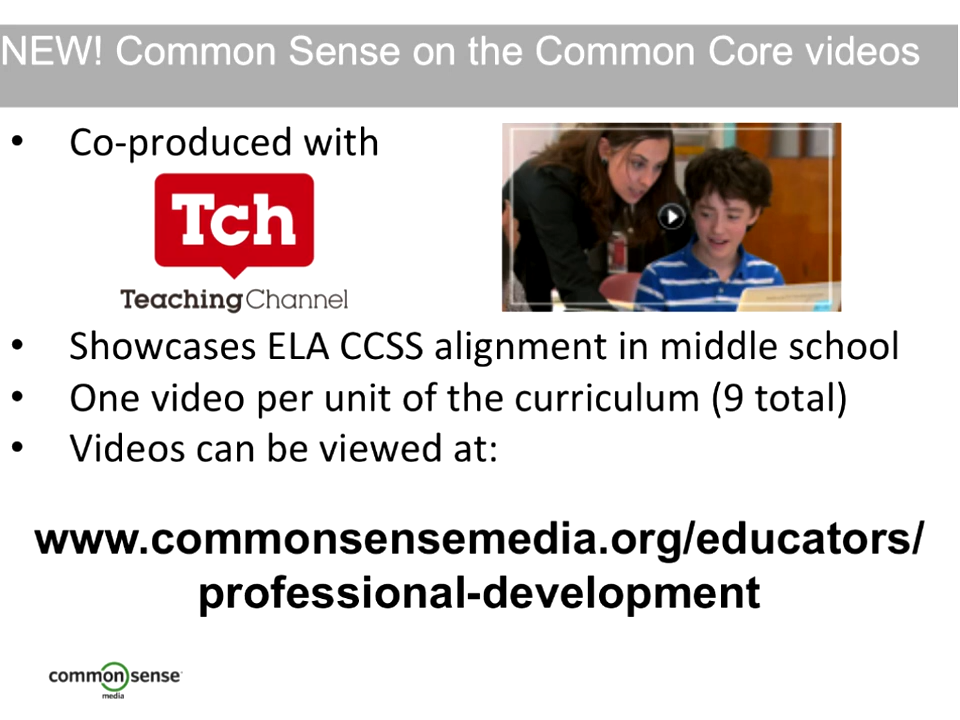 NEW! Common Sense on the Common Core videos
• Co-produced with
Tch
TeachingChannel
• Showcases ELA CCSS alignment in middle school
• One video per unit of the curriculum (9 total)
• Videos can be viewed at:
www.commonsensemedia.org/educators/
professional-development
common sense
media